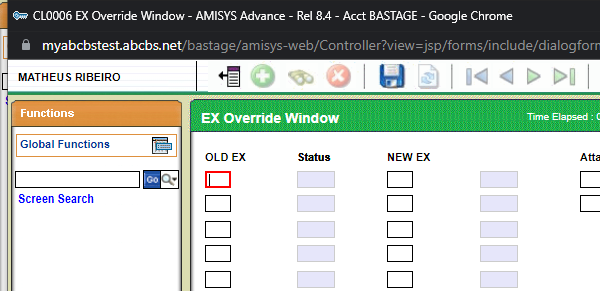 CL0006 EX Override Window - AMISYS Advance - Rel 8.4 - Acct BASTAGE - Google Chrome
myabcbstest.abcbs.net/bastage/amisys-web/Controller?view=jsp/forms/include/dialogform
MATHEUS RIBEIRO
Functions
Global Functions
Go
Screen Search
EX Override Window
Time Elapsed :
OLD EX Status NEW EX